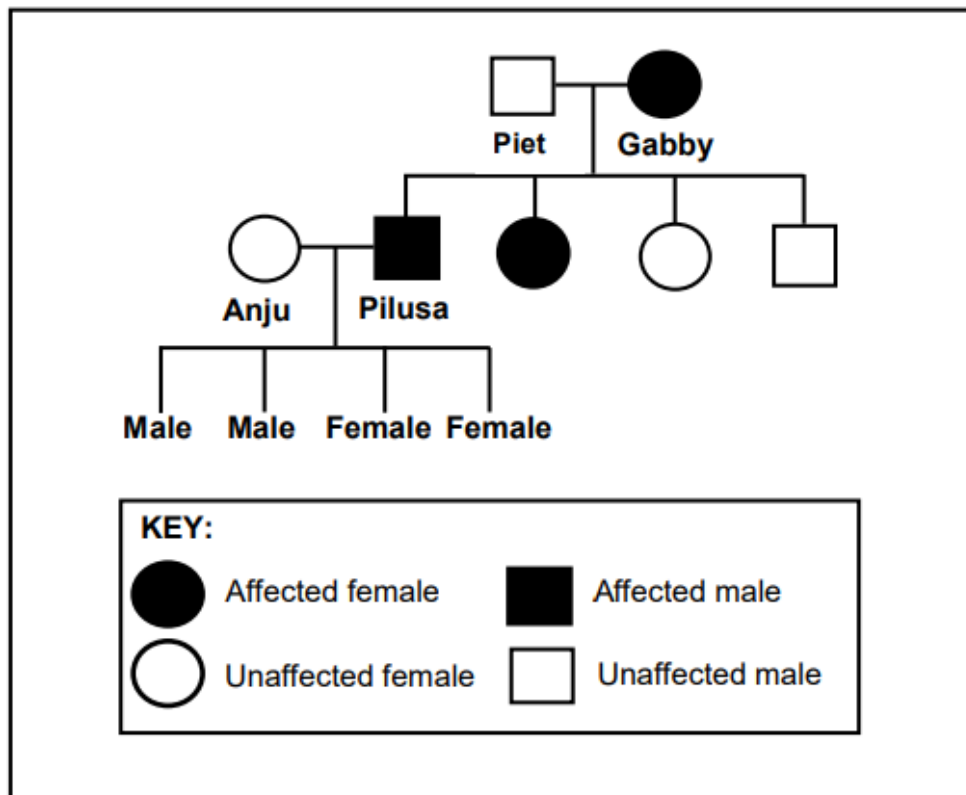 Piet Gabby
Anju Pilusa
Male Male Female Female
KEY:
Affected female Affected male
Unaffected female Unaffected male